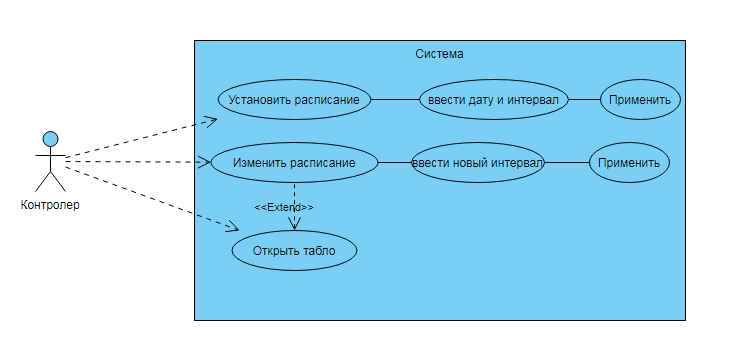 Система
Установить расписание
ввести дату и интервал
Применить
Изменить расписание
ввести новый интервал
Применить
Контролер
<<Extend>>
Открыть табло